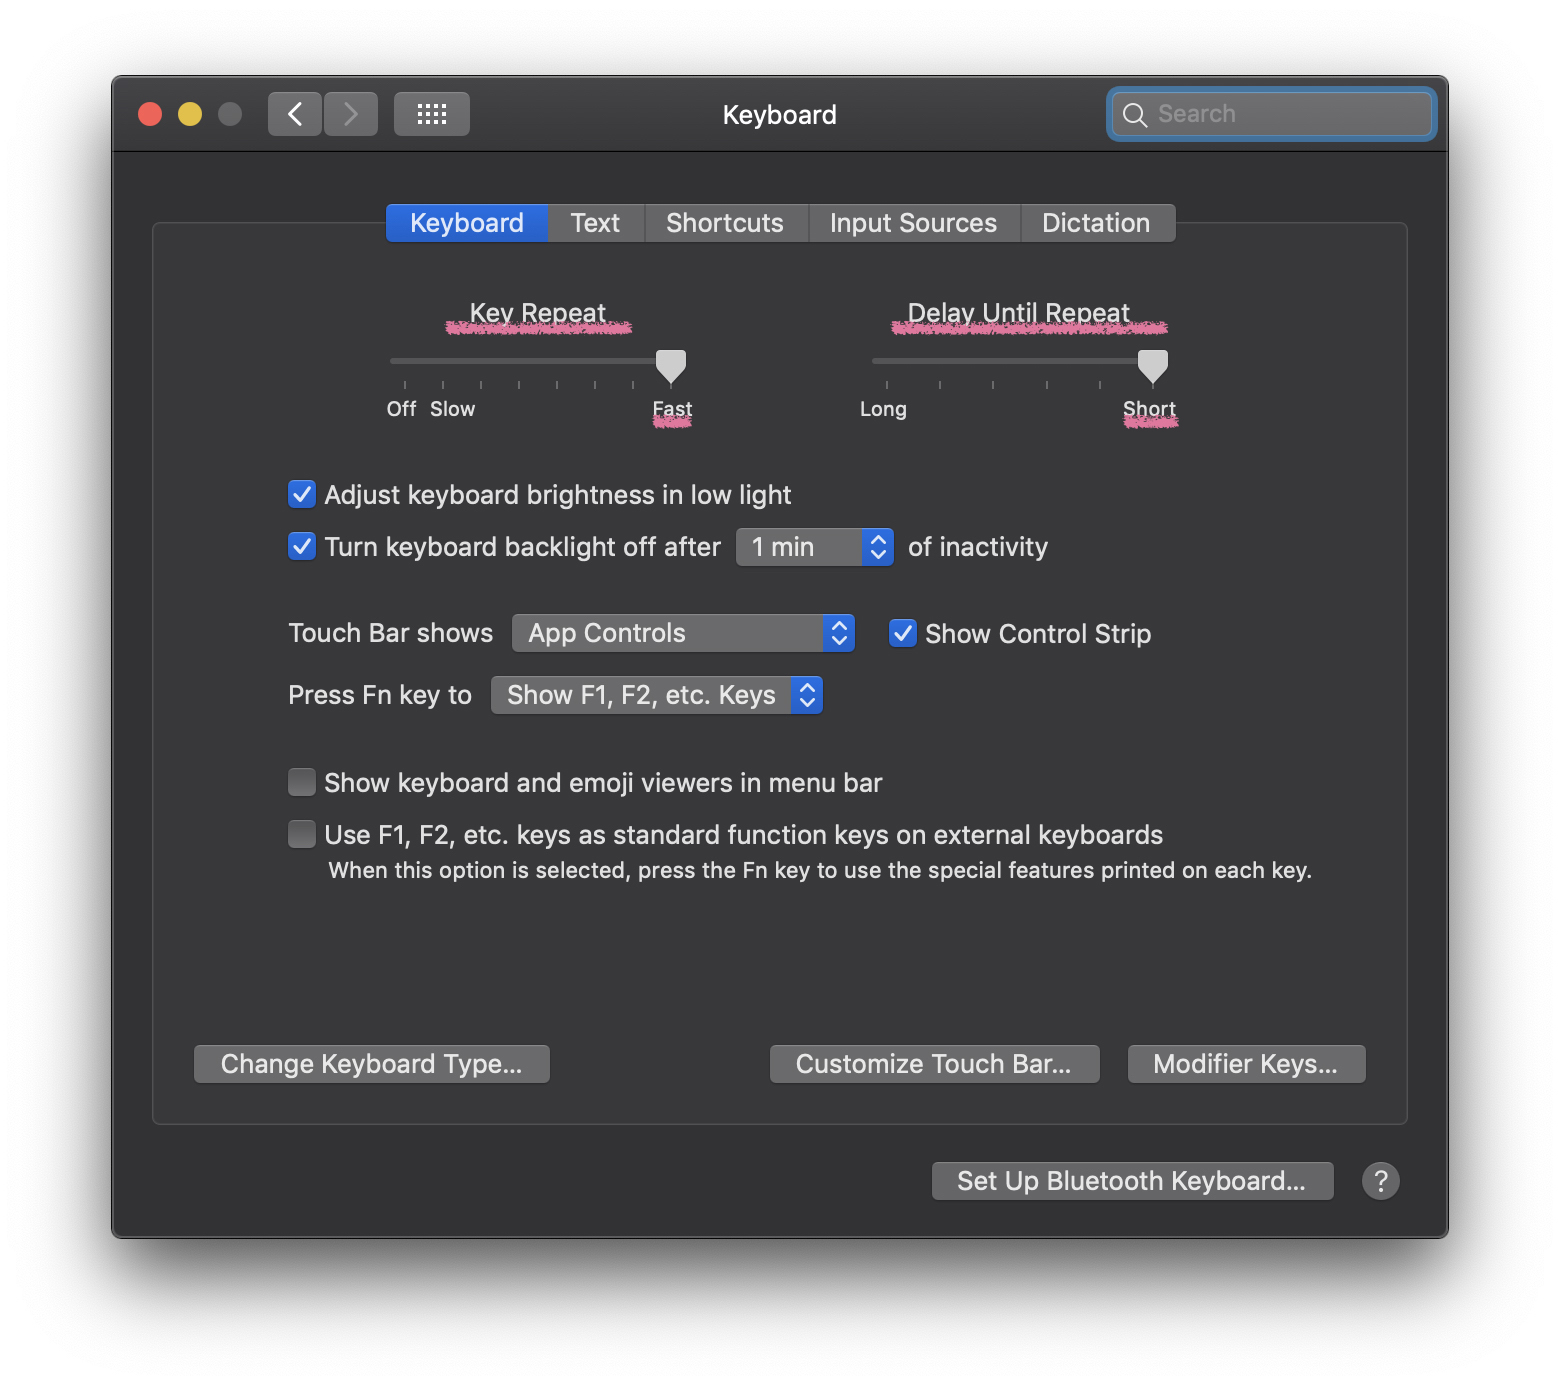 Keyboard
Search
Keyboard Text Shortcuts Input Sources Dictation
Key Repeat Delay Until Repeat
Off Slow Fast Long Short
Adjust keyboard brightness in low light
Turn keyboard backlight off after 1 min of inactivity
Touch Bar shows App Controls Show Control Strip
Press Fn key to Show F1, F2, etc. Keys
Show keyboard and emoji viewers in menu bar
Use F1, F2, etc. keys as standard function keys on external keyboards
When this option is selected, press the Fn key to use the special features printed on each key.
Change Keyboard Type... Customize Touch Bar... Modifier Keys...
Set Up Bluetooth Keyboard... ?